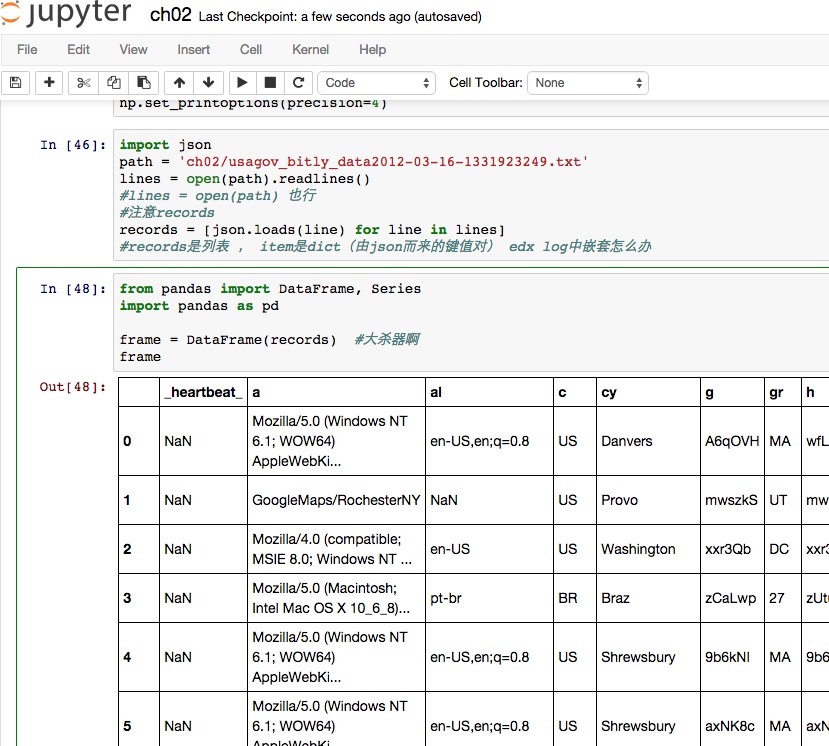 jupyter ch02 Last Checkpoint: a few seconds ago (autosaved)
File Edit View Insert Cell Kernel Help
Code Cell Toolbar: None
np.set_printoptions(precision=4)
In [46]: import json
path = 'ch02/usagov_bitly_data2012-03-16-1331923249.txt'
lines = open(path).readlines()
#lines = open(path) 也行
#注意records
records = [json.loads(line) for line in lines]
#records是列表 ， item是dict（由json而来的键值对） edx log中嵌套怎么办
In [48]: from pandas import DataFrame, Series
import pandas as pd
frame = DataFrame(records) #大杀器啊
frame
Out[48]:
_heartbeat_ a al c cy g gr h
0 NaN Mozilla/5.0 (Windows NT
6.1; WOW64)
AppleWebKi... en-US,en;q=0.8 US Danvers A6qOVH MA wfL
1 NaN GoogleMaps/RochesterNY NaN US Provo mwszkS UT mw
2 NaN Mozilla/4.0 (compatible;
MSIE 8.0; Windows NT ... en-US US Washington xxr3Qb DC xxr3
3 NaN Mozilla/5.0 (Macintosh;
Intel Mac OS X 10_6_8)... pt-br BR Braz zCaLwp 27 zUt
4 NaN Mozilla/5.0 (Windows NT
6.1; WOW64)
AppleWebKi... en-US,en;q=0.8 US Shrewsbury 9b6kNl MA 9b6
5 NaN Mozilla/5.0 (Windows NT
6.1; WOW64)
AppleWebKi... en-US,en;q=0.8 US Shrewsbury axNK8c MA axN